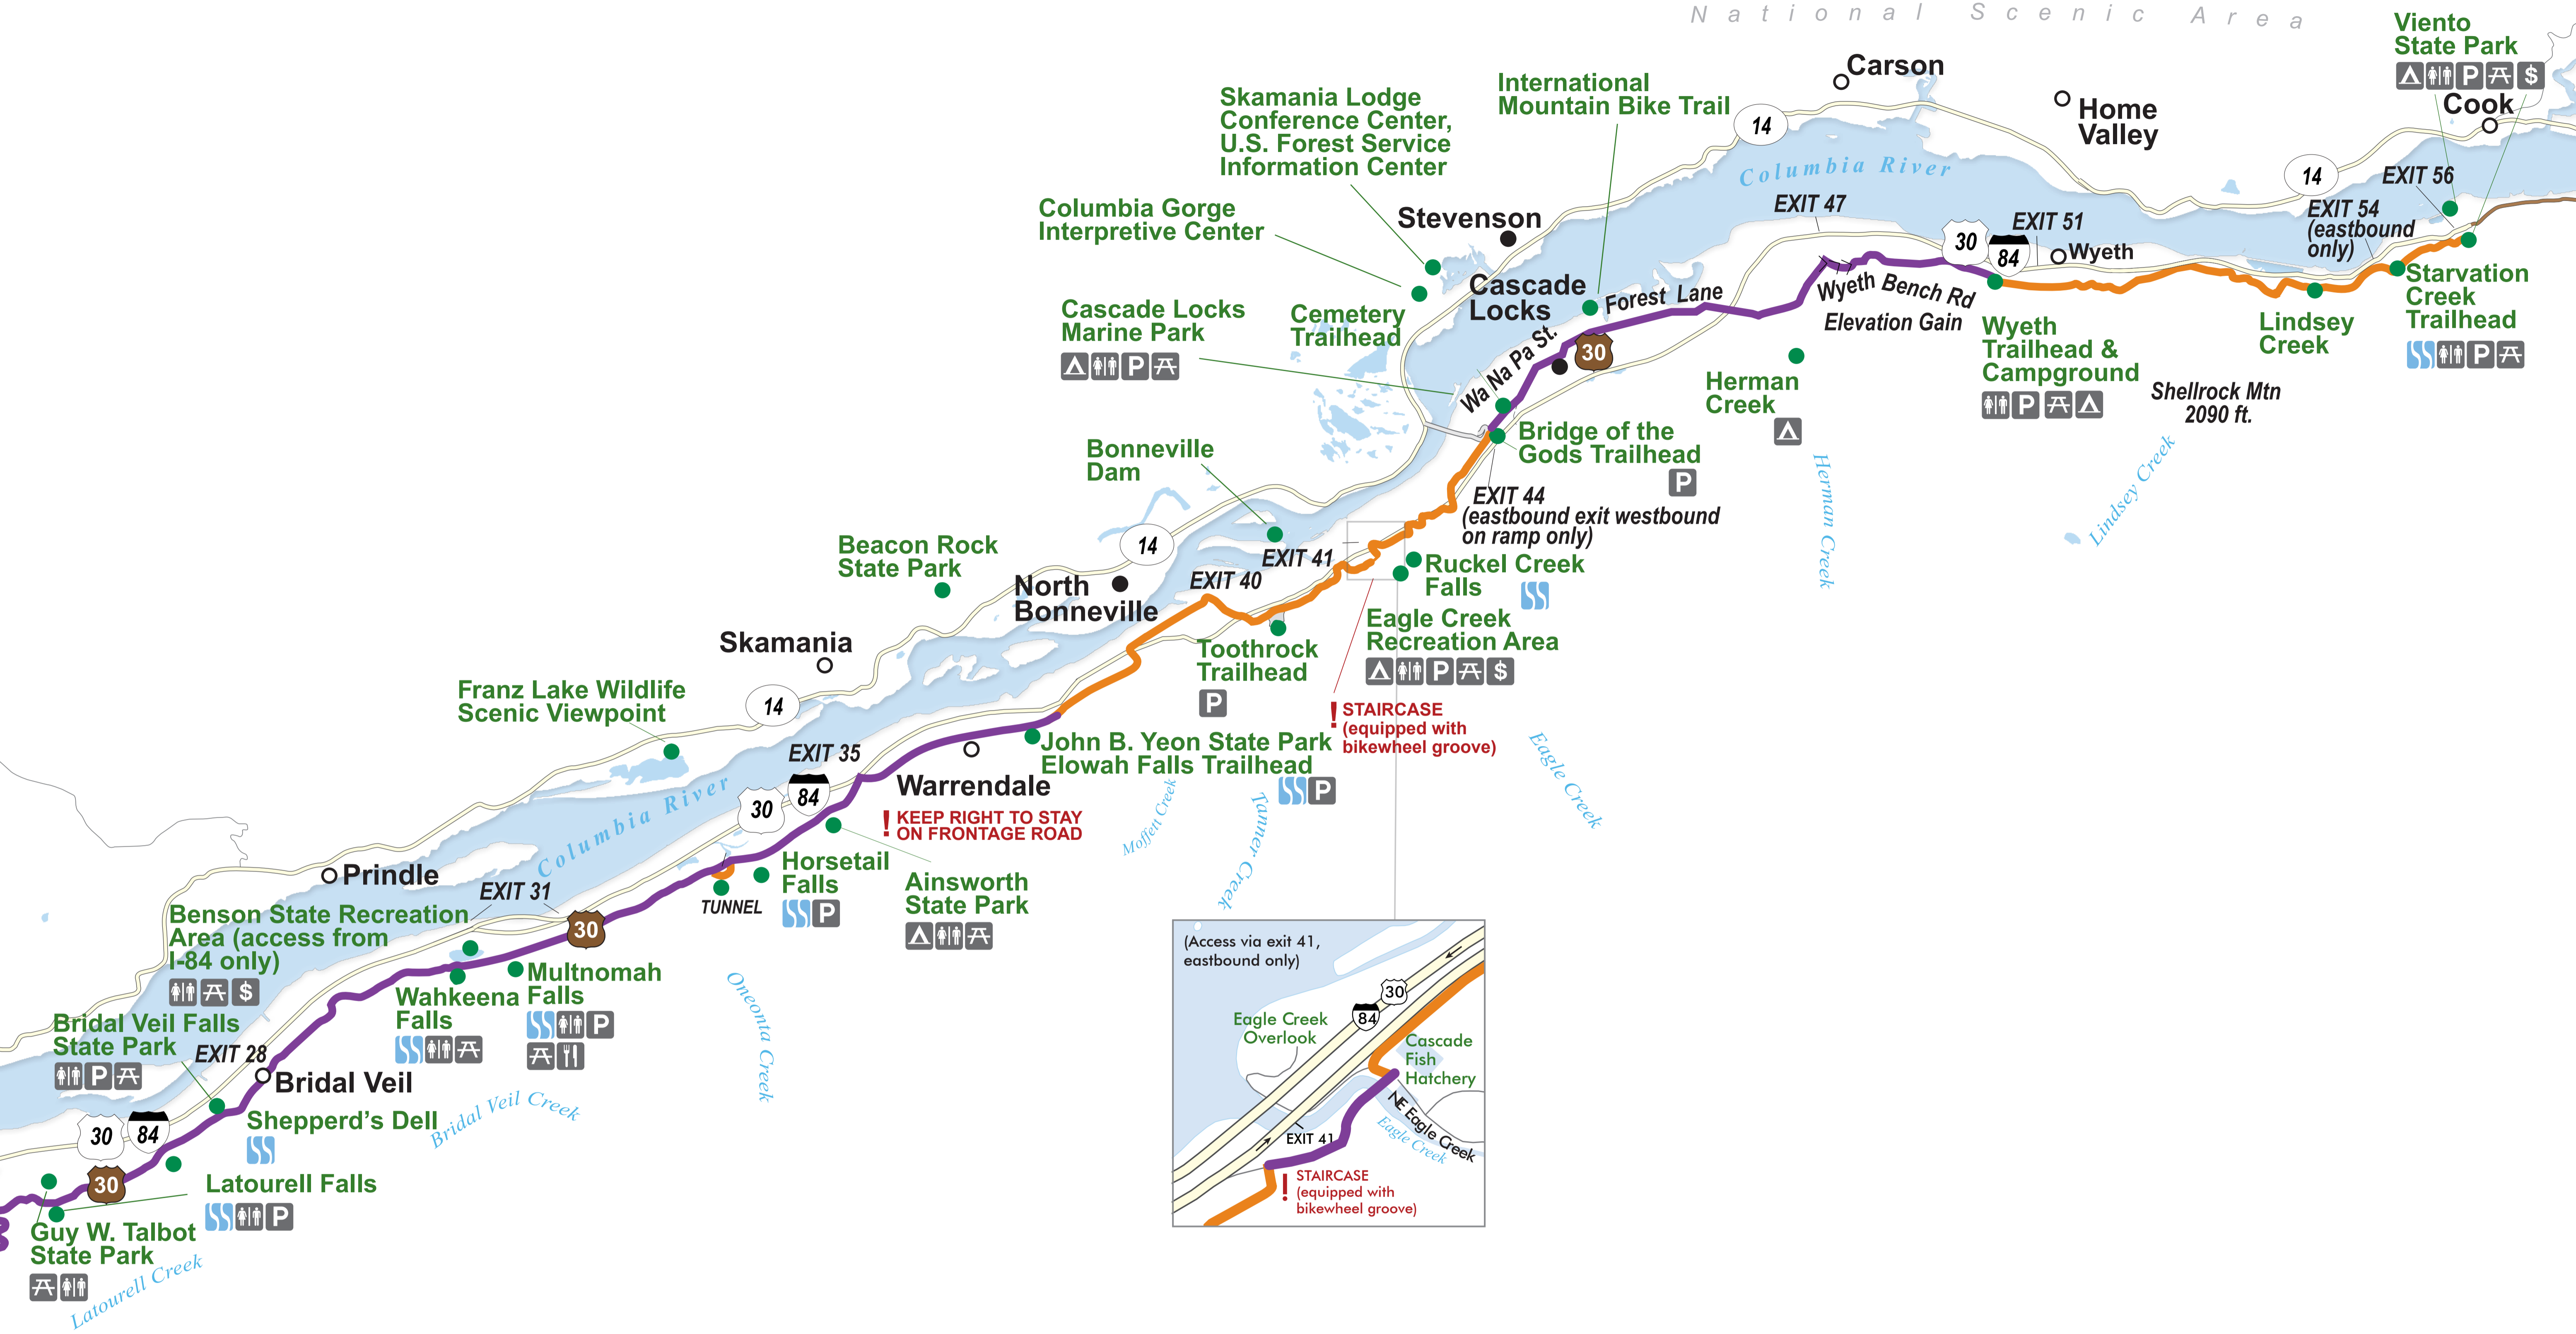 National Scenic Area
Viento
State Park
P
$
Cook
Carson
Home
Valley
International
Mountain Bike Trail
Skamania Lodge
Conference Center,
U.S. Forest Service
Information Center
14
Columbia River
14
EXIT 56
Columbia Gorge
Interpretive Center
Stevenson
EXIT 47
EXIT 51
EXIT 54
(eastbound
only)
30
84
Wyeth
Cascade
Locks
Forest Lane
Wyeth Bench Rd
Elevation Gain
Starvation
Creek
Trailhead
P
Cascade Locks
Marine Park
P
Cemetery
Trailhead
Wa Na Pa St.
30
Wyeth
Trailhead &
Campground
P
Lindsey
Creek
Herman
Creek
Shellrock Mtn
2090 ft.
Bridge of the
Gods Trailhead
P
Bonneville
Dam
EXIT 44
(eastbound exit westbound
on ramp only)
Herman Creek
Lindsey Creek
Beacon Rock
State Park
14
EXIT 41
EXIT 40
Ruckel Creek
Falls
North
Bonneville
Eagle Creek
Recreation Area
P
$
Skamania
Toothrock
Trailhead
P
Franz Lake Wildlife
Scenic Viewpoint
14
! STAIRCASE
(equipped with
bikewheel groove)
EXIT 35
John B. Yeon State Park
Elowah Falls Trailhead
P
Eagle Creek
Warrendale
! KEEP RIGHT TO STAY
ON FRONTAGE ROAD
Moffett Creek
Tanner Creek
Columbia River
30
84
Prindle
EXIT 31
Horsetail
Falls
P
TUNNEL
Ainsworth
State Park
Benson State Recreation
Area (access from
I-84 only)
$
30
Multnomah
Falls
P
Wahkeena
Falls
Oneonta Creek
Bridal Veil Falls
State Park
P
EXIT 28
Bridal Veil
Bridal Veil Creek
Shepperd's Dell
30
84
30
Latourell Falls
P
Guy W. Talbot
State Park
Latourell Creek
(Access via exit 41,
eastbound only)
30
84
Eagle Creek
Overlook
Cascade
Fish
Hatchery
NE Eagle Creek
Eagle Creek
EXIT 41
! STAIRCASE
(equipped with
bikewheel groove)